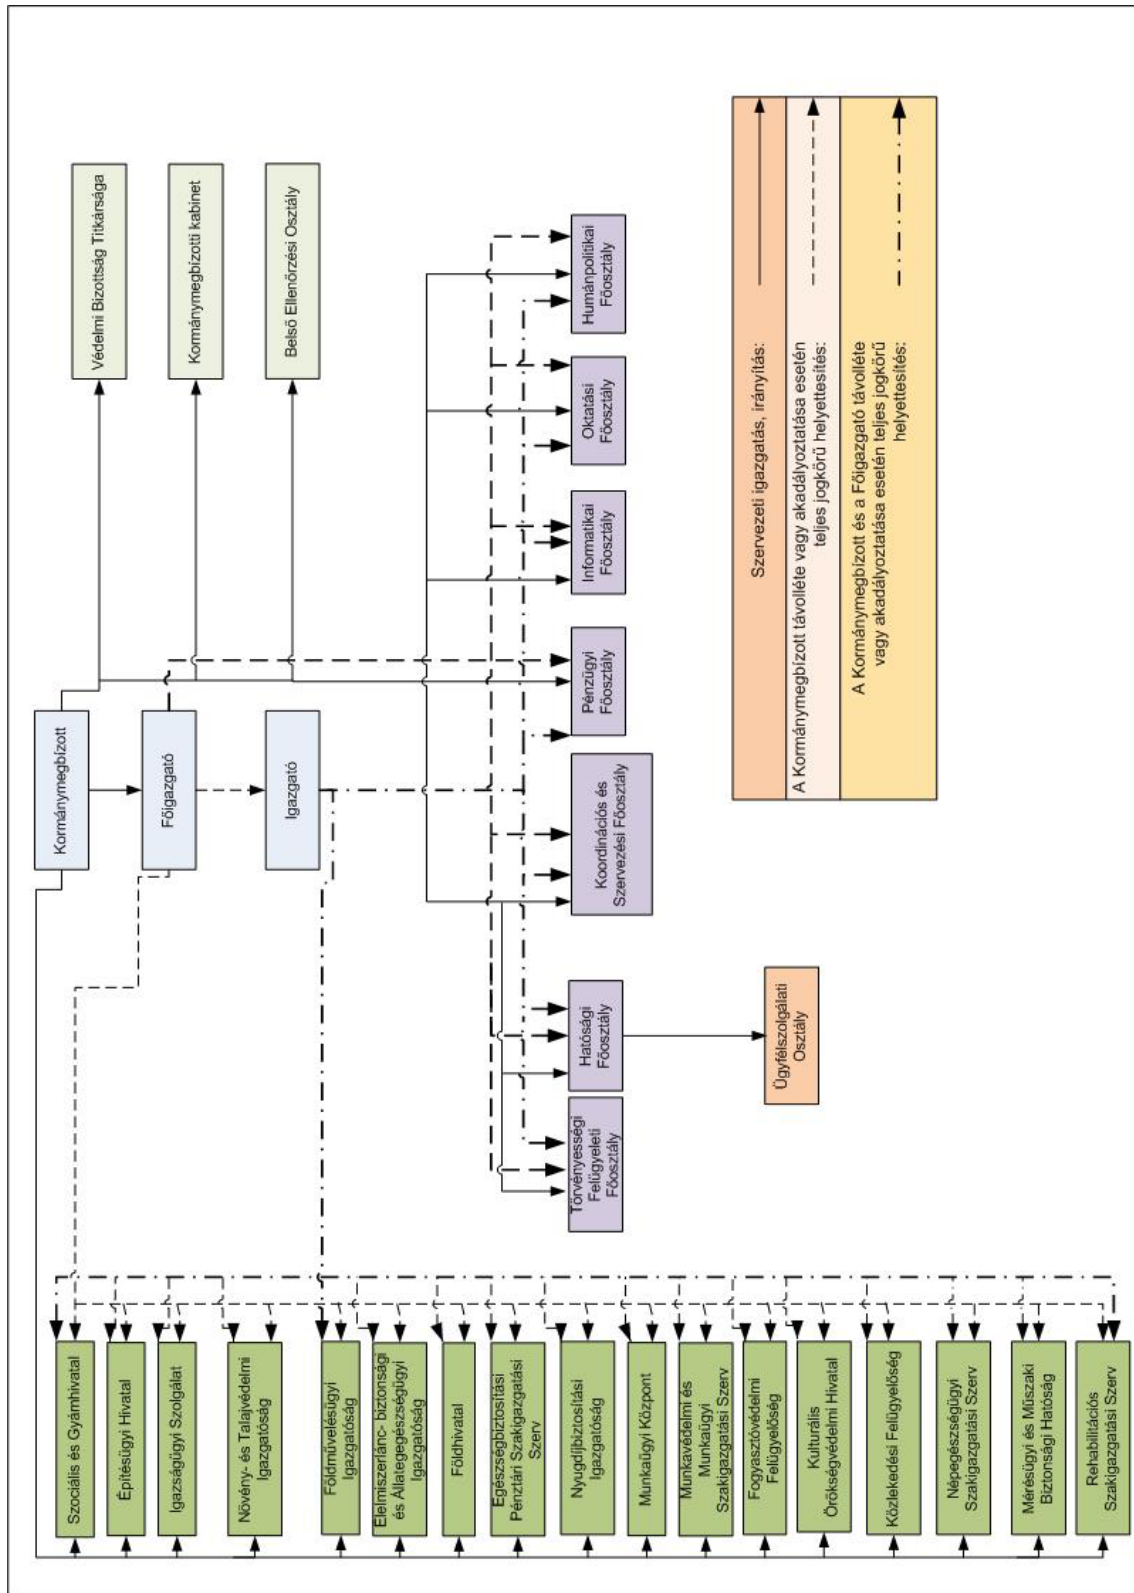 Kormánymegbízott
Főigazgató
Igazgató
Védelmi Bizottság Titkársága
Kormánymegbízotti kabinet
Belső Ellenőrzési Osztály
Szociális és Gyámhivatal
Építésügyi Hivatal
Igazságügyi Szolgálat
Növény- és Talajvédelmi
Igazgatóság
Földművelésügyi
Igazgatóság
Élelmiszerlánc- biztonsági
és Állategegészségügyi
Igazgatóság
Földhivatal
Egészségbiztosítási
Pénztári Szakigazgatási
Szerv
Nyugdíjbiztosítási
Igazgatóság
Munkaügyi Központ
Munkavédelmi és
Munkaügyi
Szakigazgatási Szerv
Fogyasztóvédelmi
Felügyelőség
Kulturális
Örökségvédelmi Hivatal
Közlekedési Felügyelőség
Népegészségügyi
Szakigazgatási Szerv
Mérésügyi és Műszaki
Biztonsági Hatóság
Rehabilitációs
Szakigazgatási Szerv
Törvényességi
Felügyeleti
Főosztály
Hatósági
Főosztály
Koordinációs és
Szervezési Főosztály
Pénzügyi
Főosztály
Informatikai
Főosztály
Oktatási
Főosztály
Humánpolitikai
Főosztály
Ügyfélszolgálati
Osztály
Szervezeti igazgatás, irányítás:
A Kormánymegbízott távolléte vagy akadályoztatása esetén
teljes jogkörű helyettesítés:
A Kormánymegbízott és a Főigazgató távolléte
vagy akadályoztatása esetén teljes jogkörű
helyettesítés: